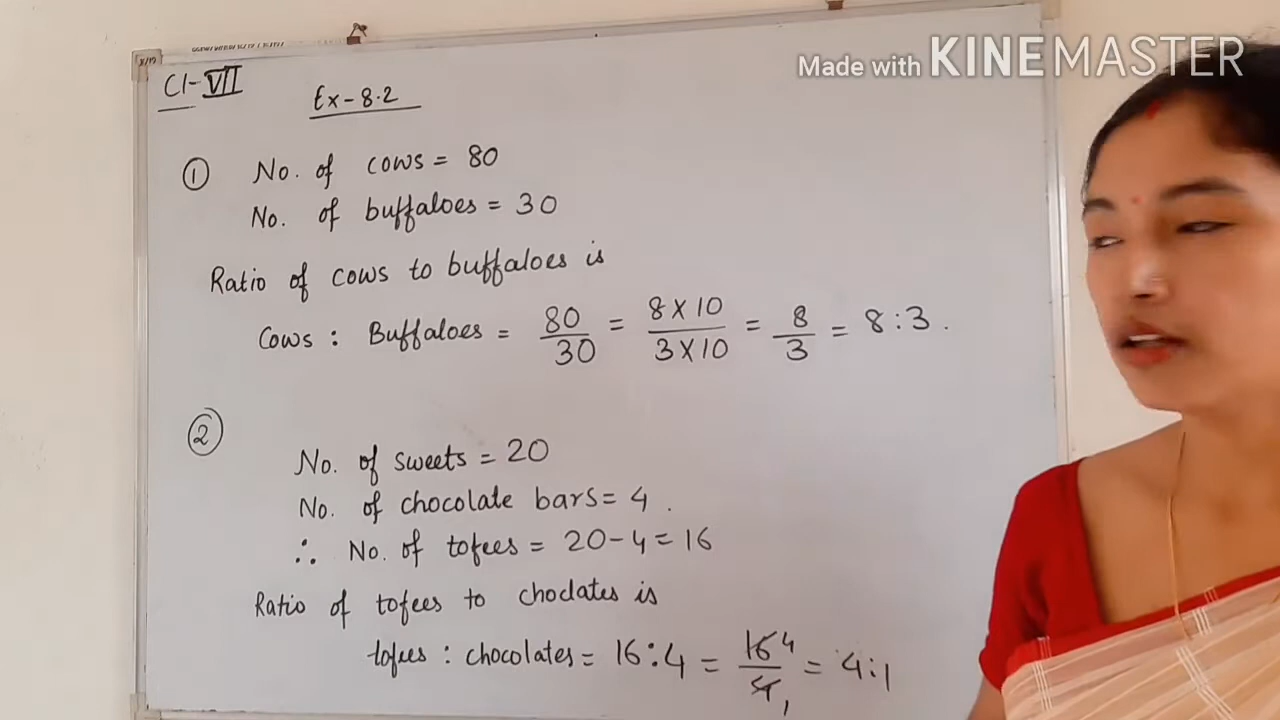 Made with KINEMASTER
Cl-VII
Ex-8.2
① No. of cows = 80
No. of buffaloes = 30
Ratio of cows to buffaloes is
Cows : Buffaloes = 80/30 = 8 X 10/3 X 10 = 8/3 = 8:3.
② No. of sweets = 20
No. of chocolate bars = 4.
∴ No. of tofees = 20-4 = 16
Ratio of tofees to choclates is
tofees : chocolates = 16:4 = 16 4/4 1 = 4:1